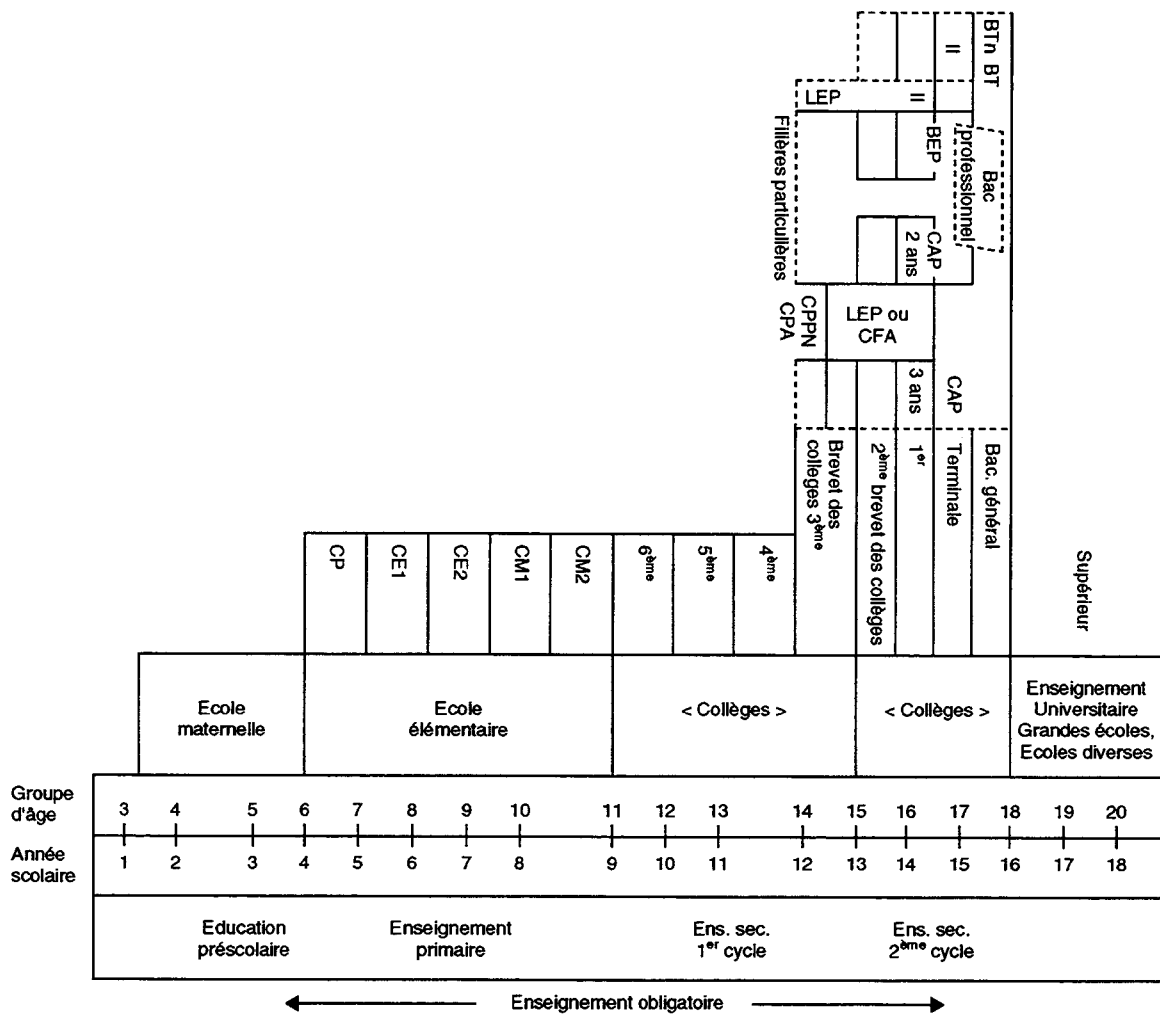 BTn BT
II
LEP
II
BEP
Bac
professionnel
Fillères particulières
CAP
2 ans
CPPN
CPA
LEP ou
CFA
3 ans
CAP
Brevet des
colleges 3ème
2ème brevet des collèges
1er
Terminale
Bac. général
Supérieur
CP
CE1
CE2
CM1
CM2
6ème
5ème
4ème
Ecole
maternelle
Ecole
élémentaire
< Collèges >
< Collèges >
Enseignement
Universitaire
Grandes écoles,
Ecoles diverses
Groupe
d'âge
3 4 5 6 7 8 9 10 11 12 13 14 15 16 17 18 19 20
Année
scolaire
1 2 3 4 5 6 7 8 9 10 11 12 13 14 15 16 17 18
Education
préscolaire
Enseignement
primaire
Ens. sec.
1er cycle
Ens. sec.
2ème cycle
Enseignement obligatoire